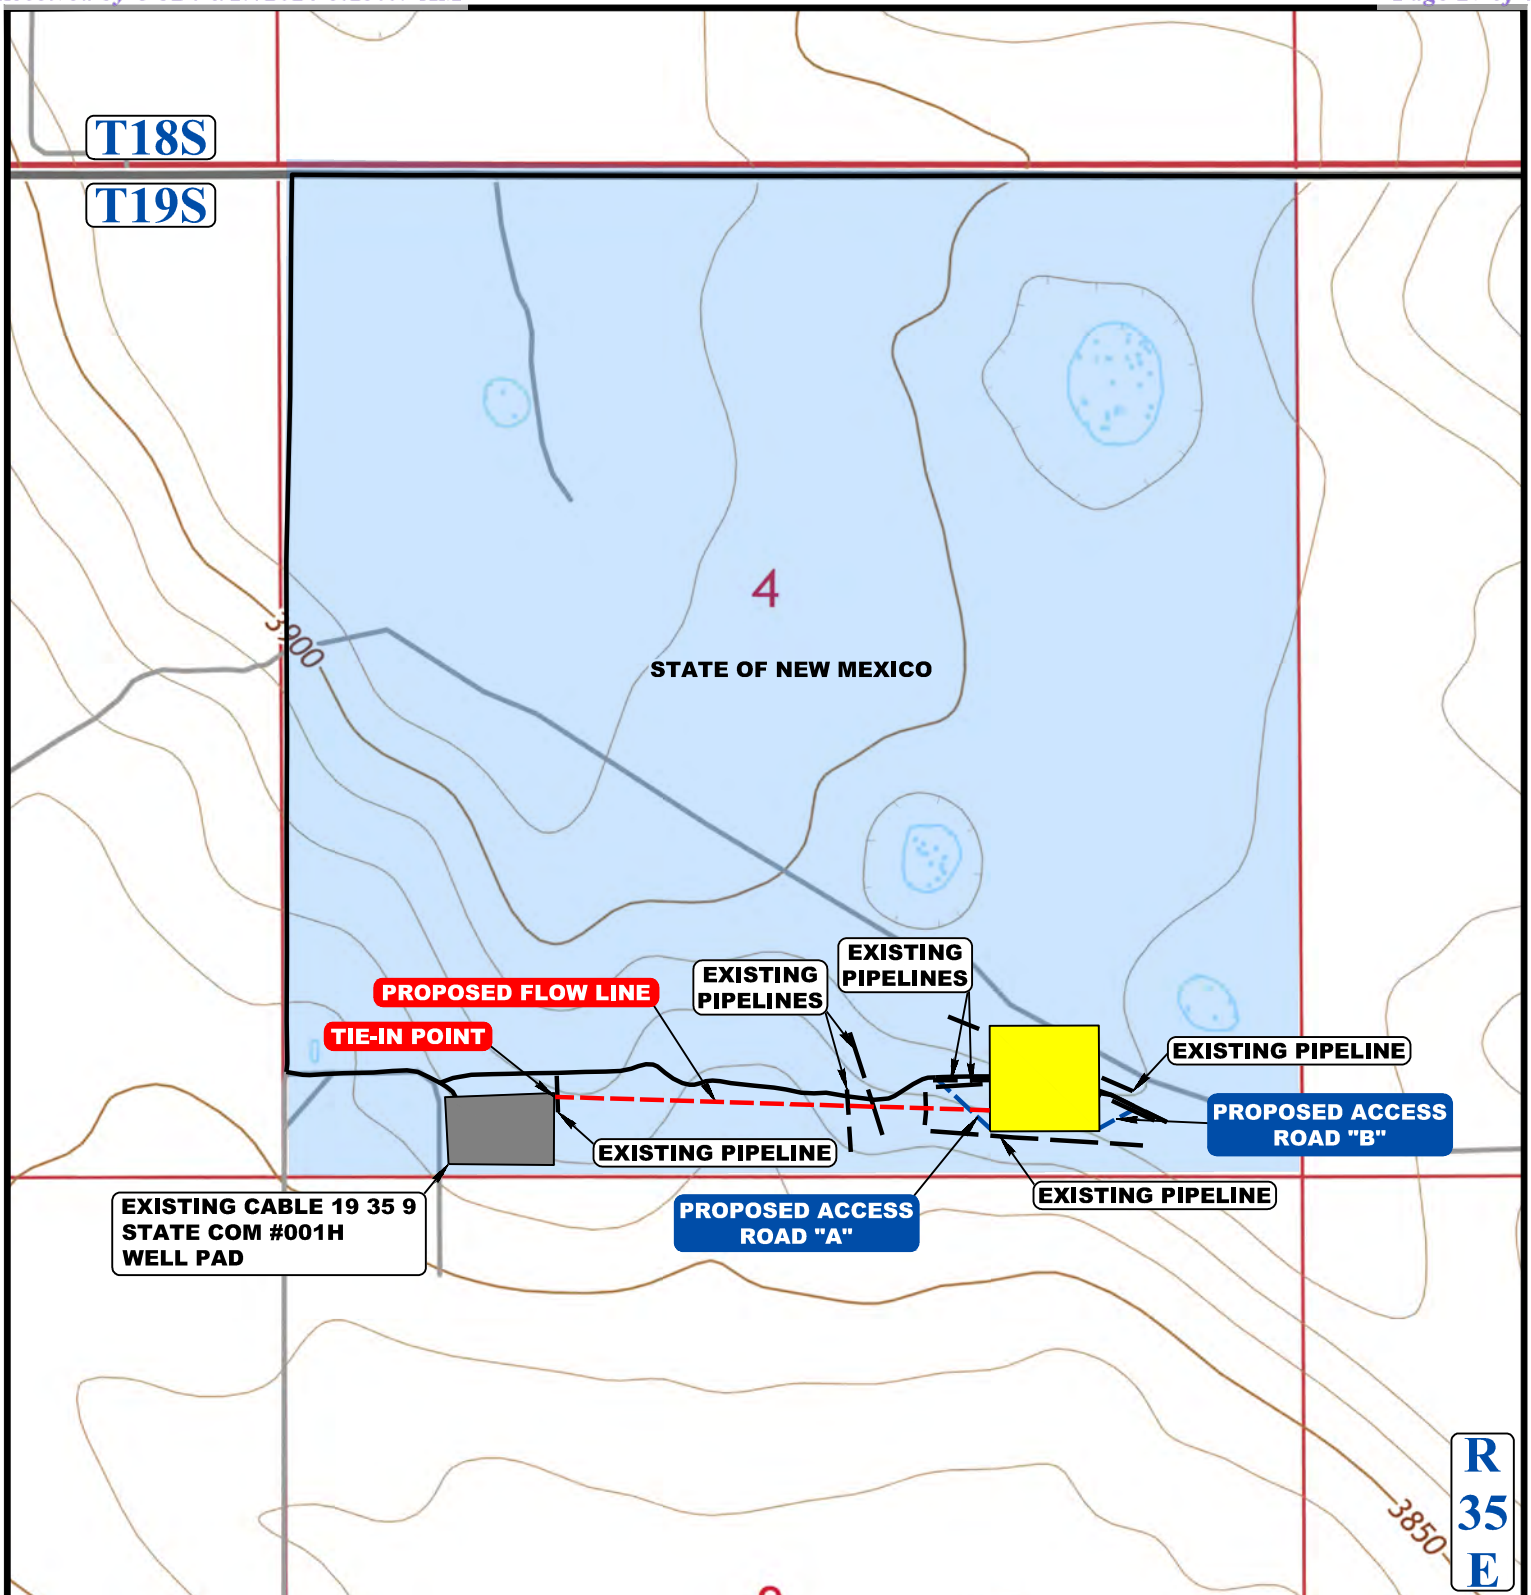 T18S
T19S
3900
4
STATE OF NEW MEXICO
EXISTING
PIPELINES
EXISTING
PIPELINES
PROPOSED FLOW LINE
TIE-IN POINT
EXISTING PIPELINE
PROPOSED ACCESS
ROAD "B"
EXISTING PIPELINE
EXISTING PIPELINE
EXISTING CABLE 19 35 9
STATE COM #001H
WELL PAD
PROPOSED ACCESS
ROAD "A"
R
35
E
3850